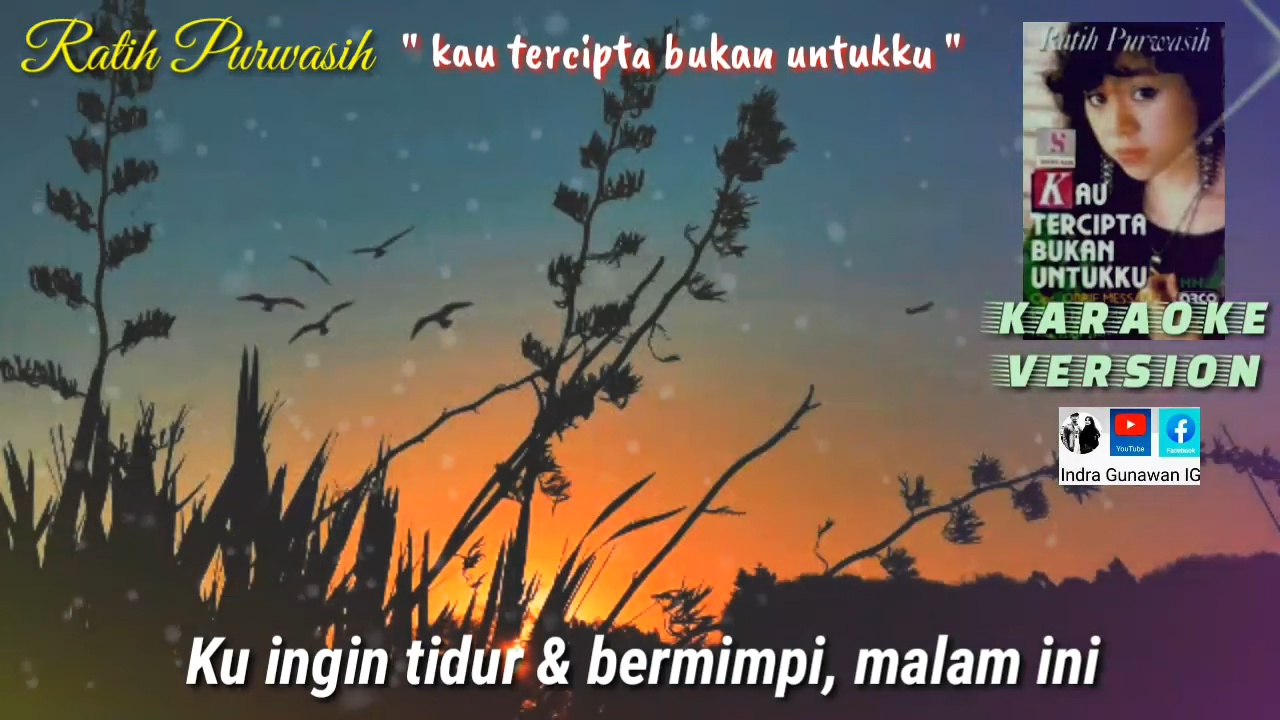 Ratih Purwasih " kau tercipta bukan untukku "
Ratih Purwasih
S
KAU
TERCIPTA
BUKAN
UNTUKKU
KARAOKE
VERSION
YouTube
Facebook
Indra Gunawan IG
Ku ingin tidur & bermimpi, malam ini